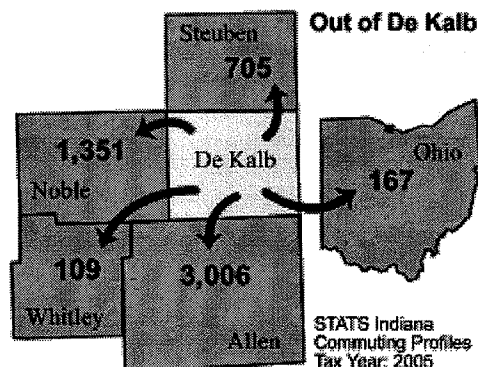 Steuben
Out of De Kalb
705
1,351
De Kalb
Ohio
167
Noble
109
3,006
Whitley
Allen
STATS Indiana
Commuting Profiles
Tax Year: 2005